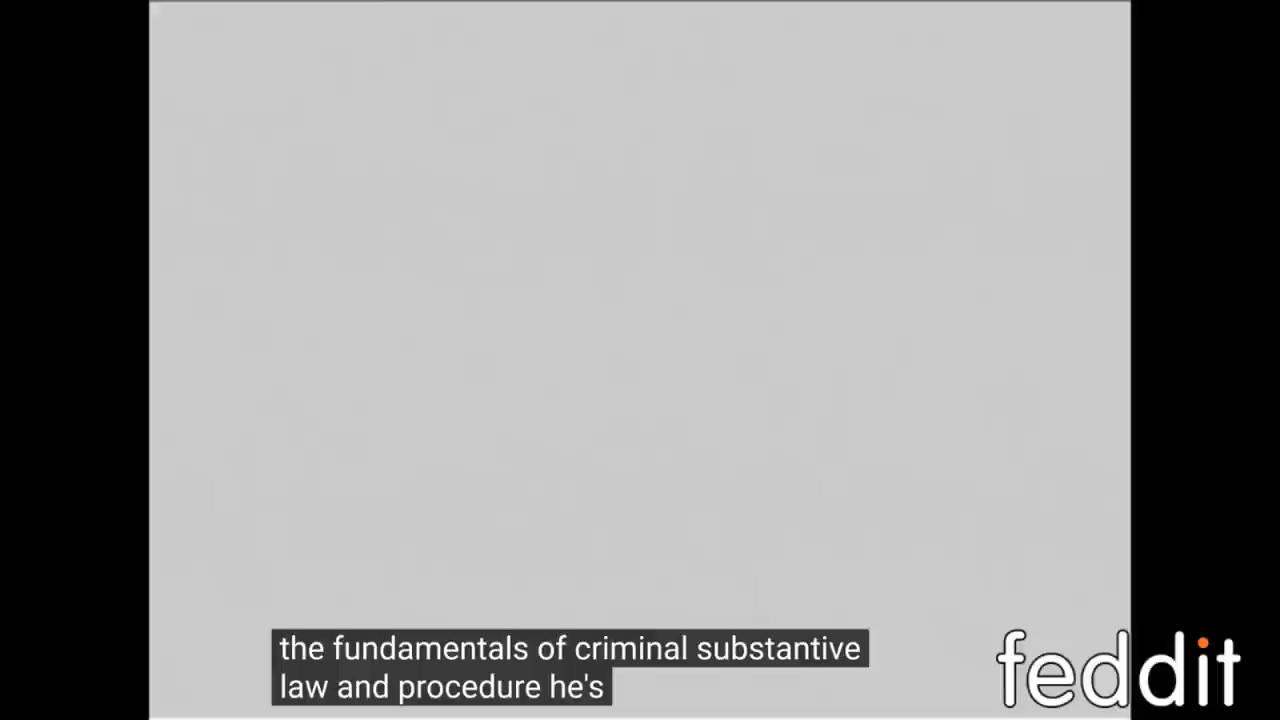 the fundamentals of criminal substantive
law and procedure he's
feddit